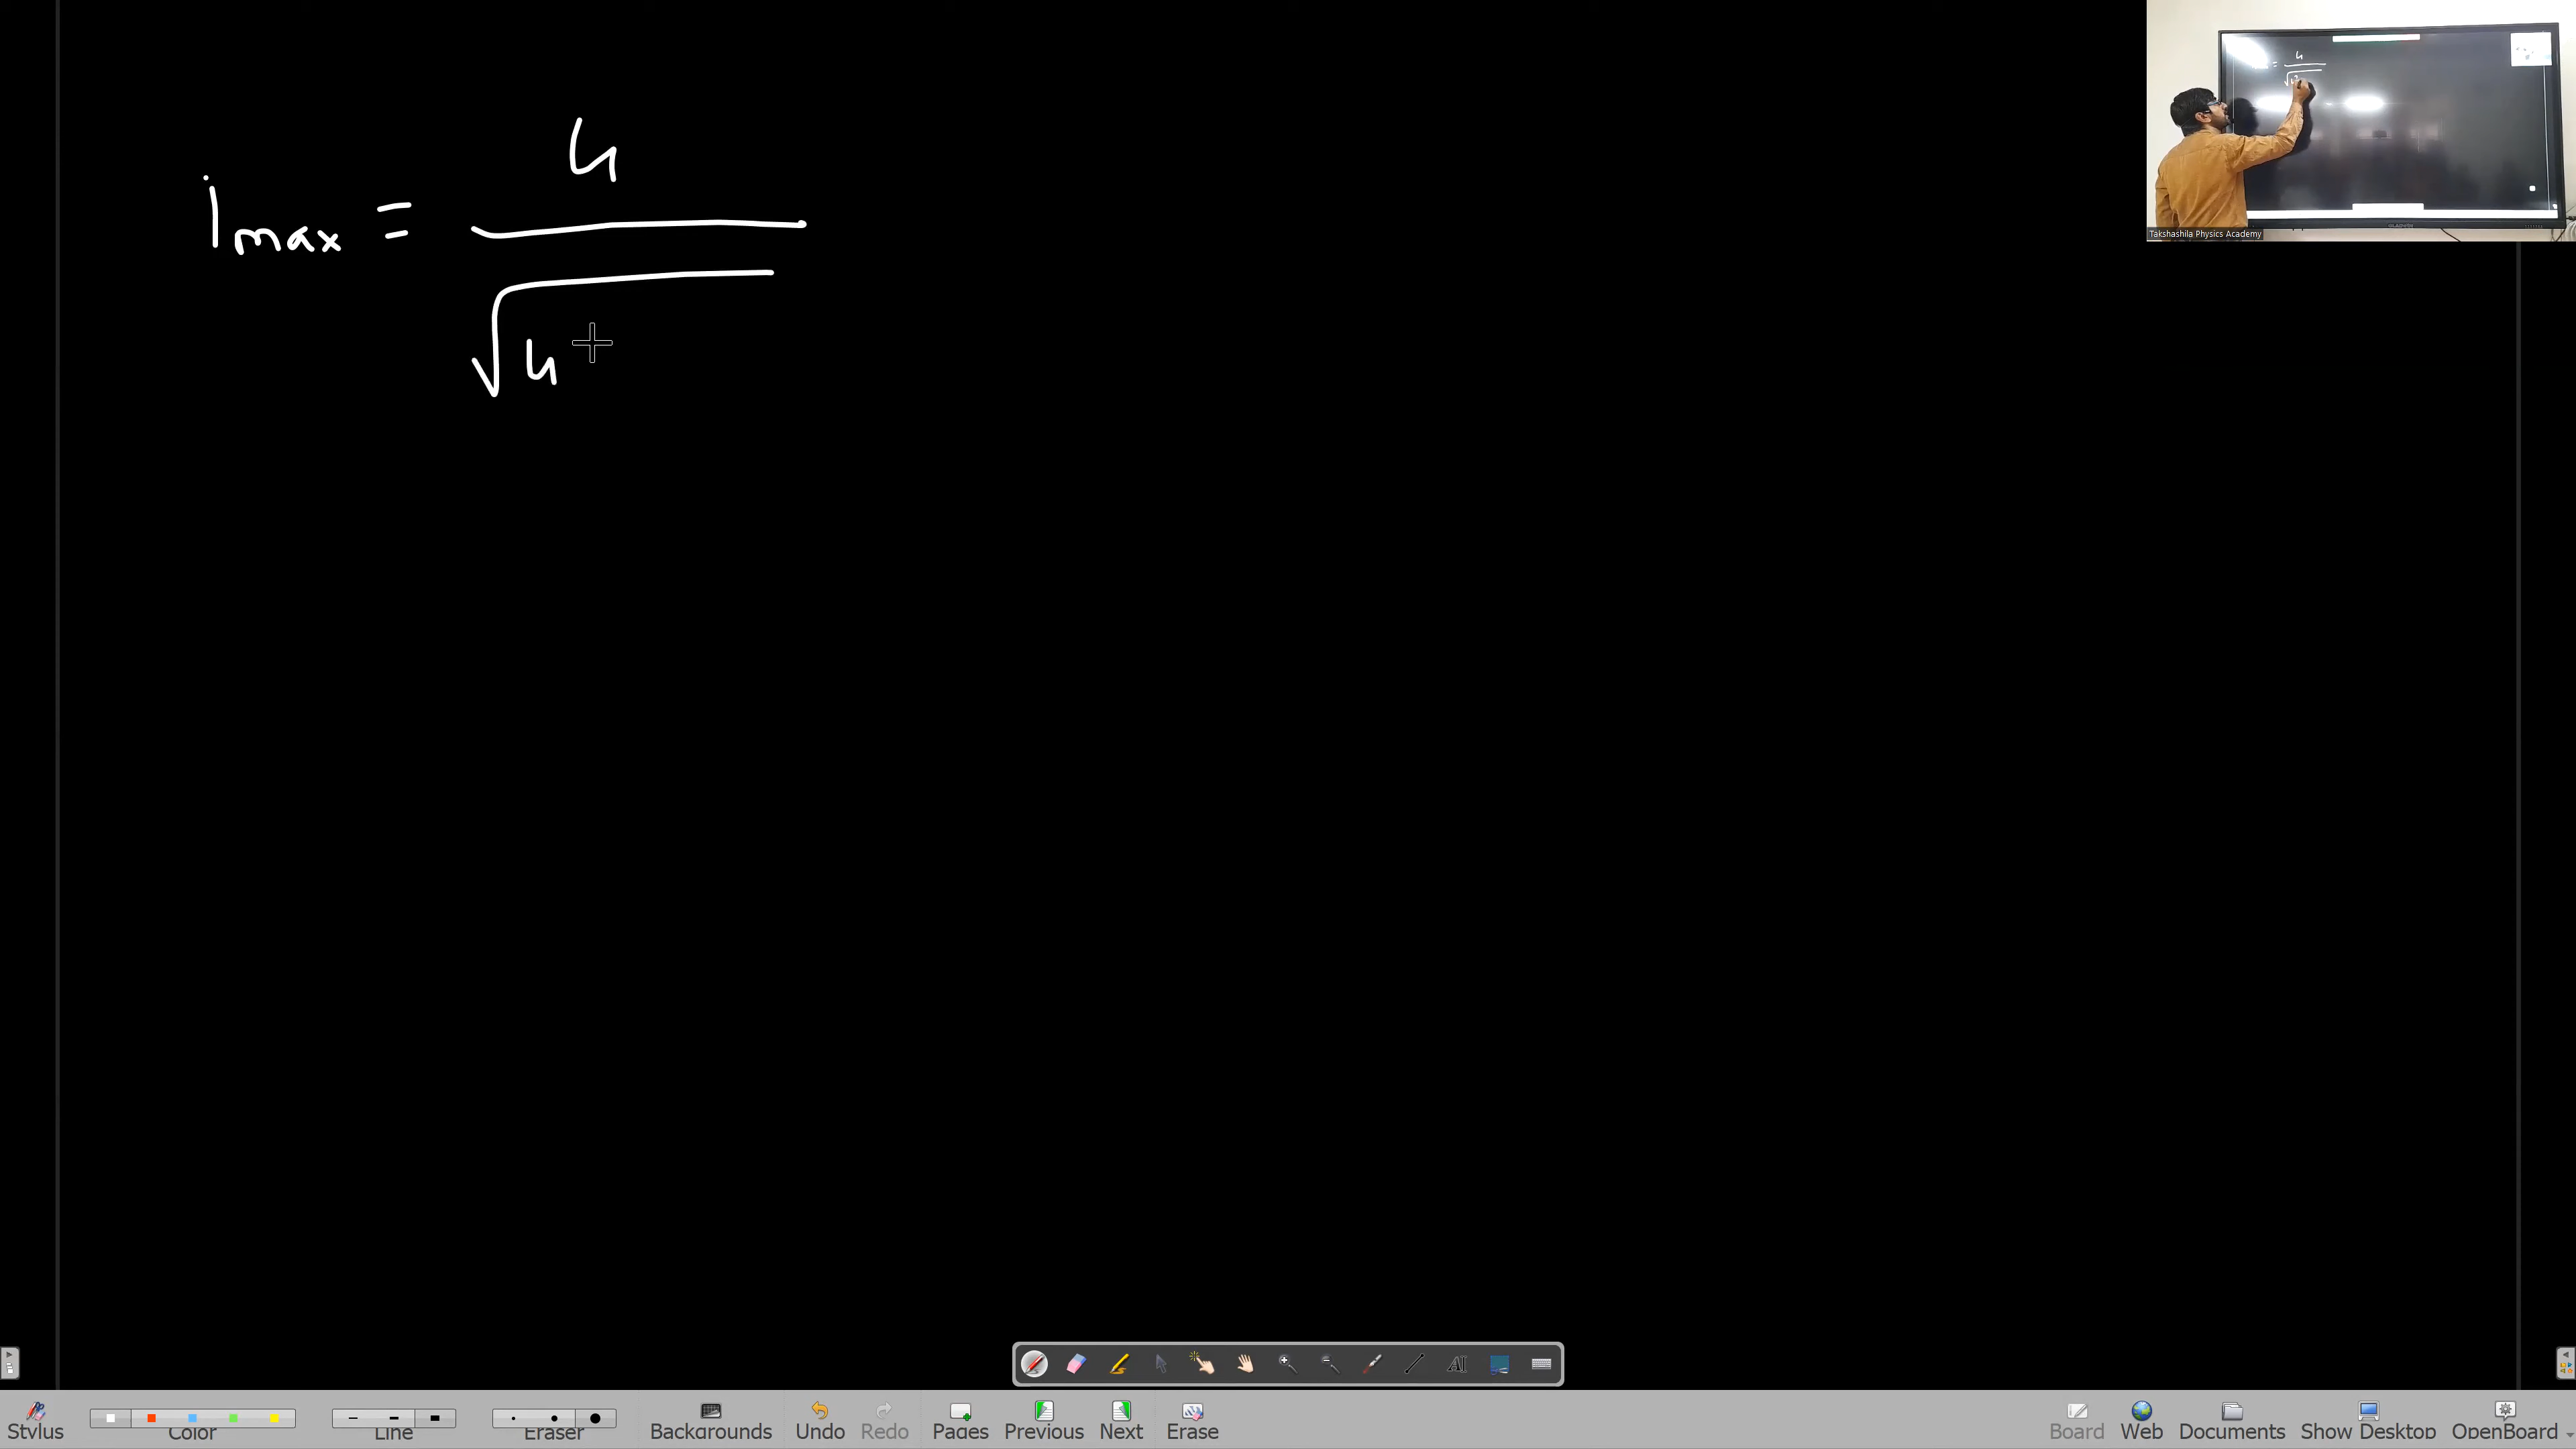 i_max = 4 / √4
Takshashila Physics Academy
Stylus Color Line Eraser Backgrounds Undo Redo Pages Previous Next Erase Board Web Documents Show Desktop OpenBoard